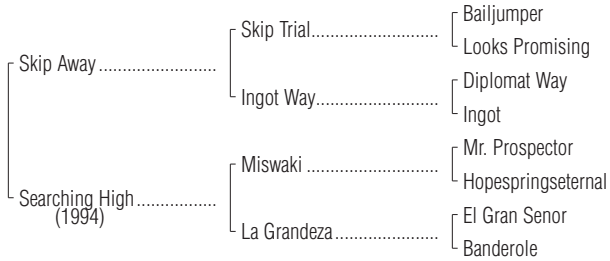 Bailjumper
Skip Trial
Looks Promising
Skip Away
Diplomat Way
Ingot Way
Ingot
Mr. Prospector
Miswaki
Hopespringseternal
Searching High
(1994)
El Gran Senor
La Grandeza
Banderole